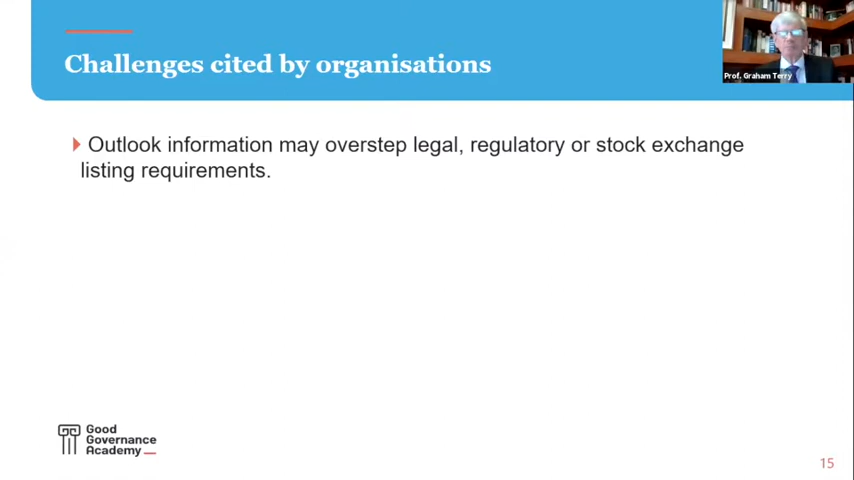 Challenges cited by organisations
Prof. Graham Terry
Outlook information may overstep legal, regulatory or stock exchange
listing requirements.
Good
Governance
Academy
15